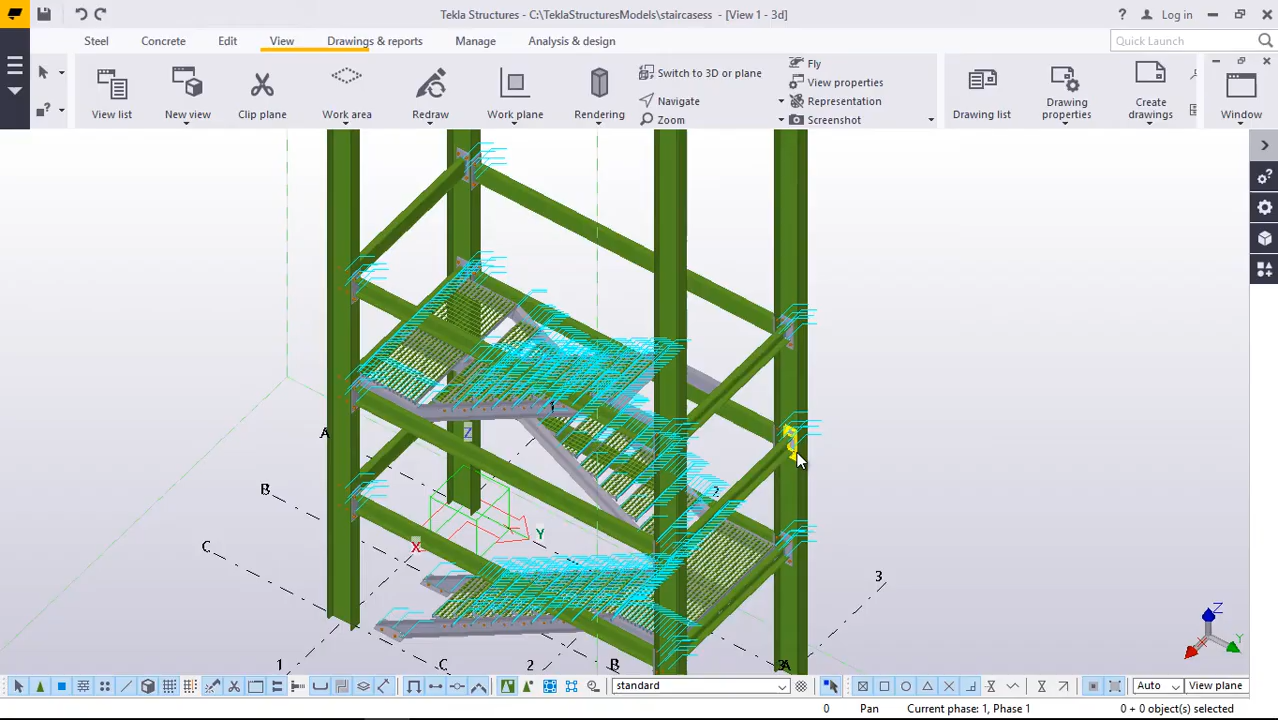 Tekla Structures - C:\TeklaStructuresModels\staircasess - [View 1 - 3d]
Log in
Steel
Concrete
Edit
View
Drawings & reports
Manage
Analysis & design
Quick Launch
View list
New view
Clip plane
Work area
Redraw
Work plane
Rendering
Switch to 3D or plane
Navigate
Zoom
Fly
View properties
Representation
Screenshot
Drawing list
Drawing properties
Create drawings
Window
A
Z
1
B
2
C
X
Y
3
1
C
2
B
3A
Z
X
Y
standard
Auto
View plane
0
Pan
Current phase: 1, Phase 1
0 + 0 object(s) selected